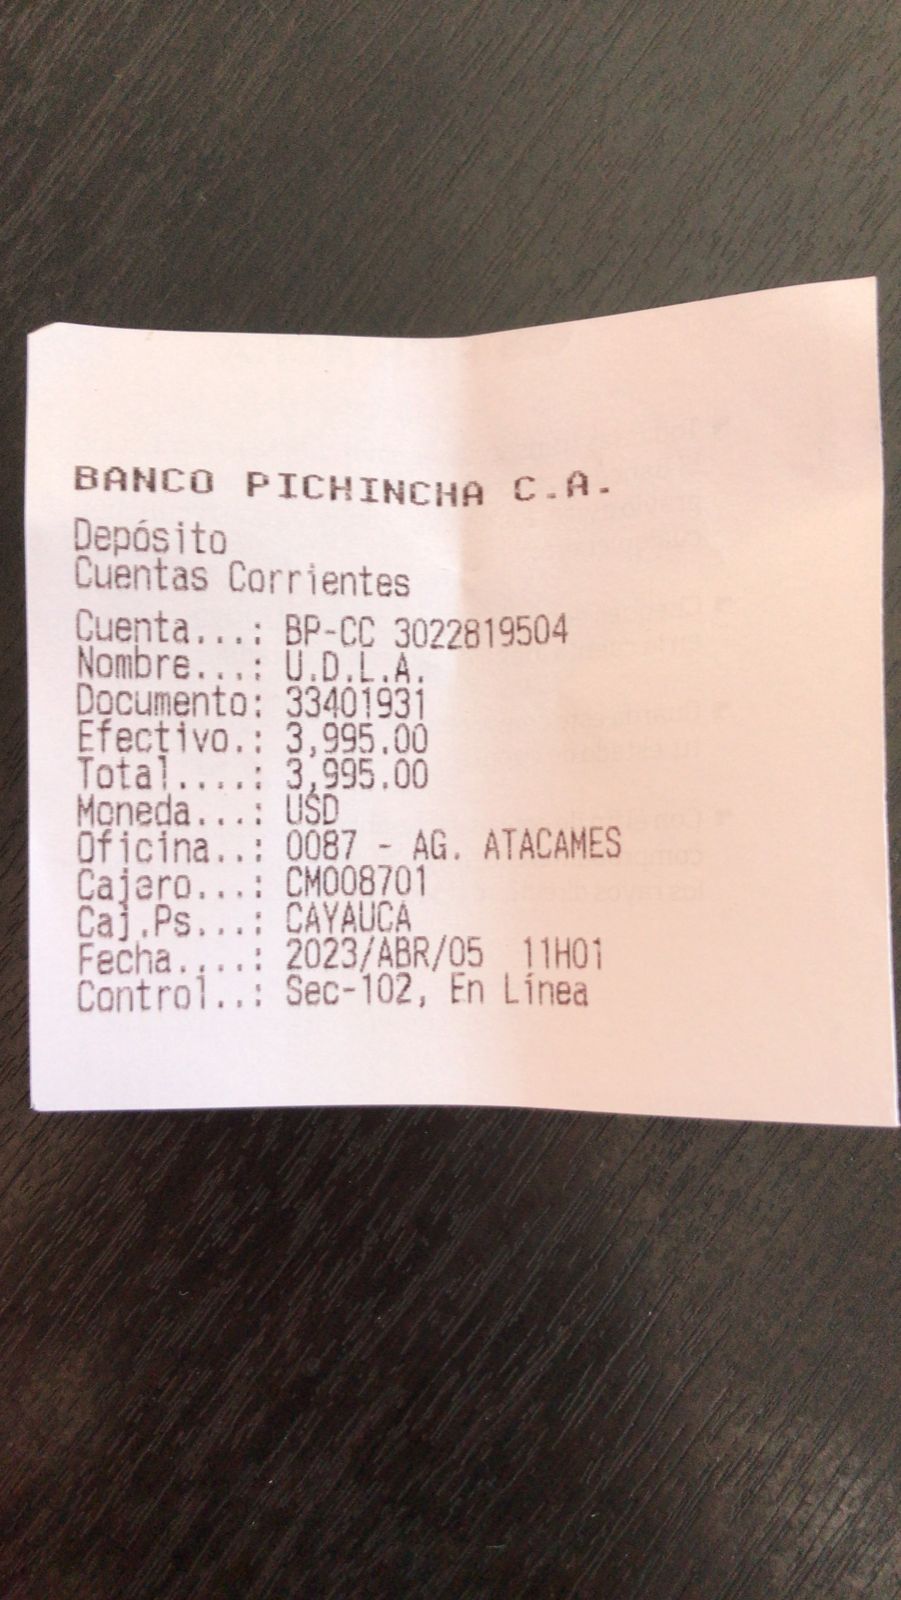 BANCO PICHINCHA C.A.
Depósito
Cuentas Corrientes
Cuenta...: BP-CC 3022819504
Nombre...: U.D.L.A.
Documento: 33401931
Efectivo.: 3,995.00
Total....: 3,995.00
Moneda...: USD
Oficina..: 0087 - AG. ATACAMES
Cajero...: CM008701
Caj.Ps...: CAYAUCA
Fecha....: 2023/ABR/05 11H01
Control..: Sec-102, En Línea